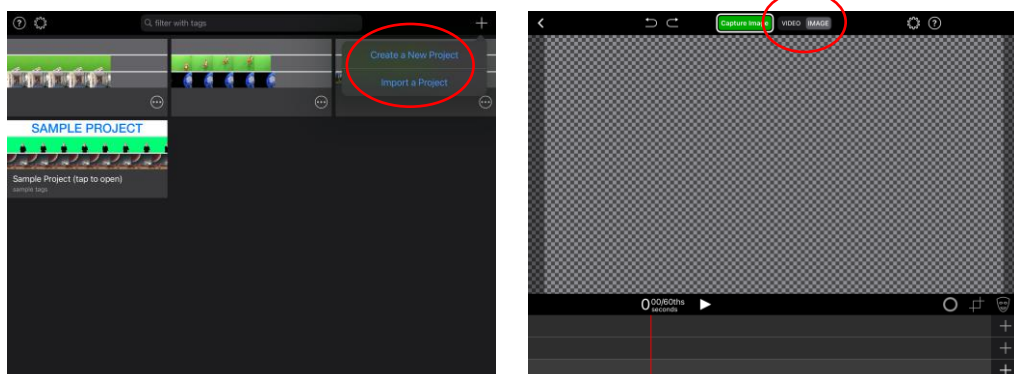 filter with tags
Create a New Project
Import a Project
SAMPLE PROJECT
Sample Project (tap to open)
sample tags
Capture Image
VIDEO IMAGE
0 00/60ths
seconds